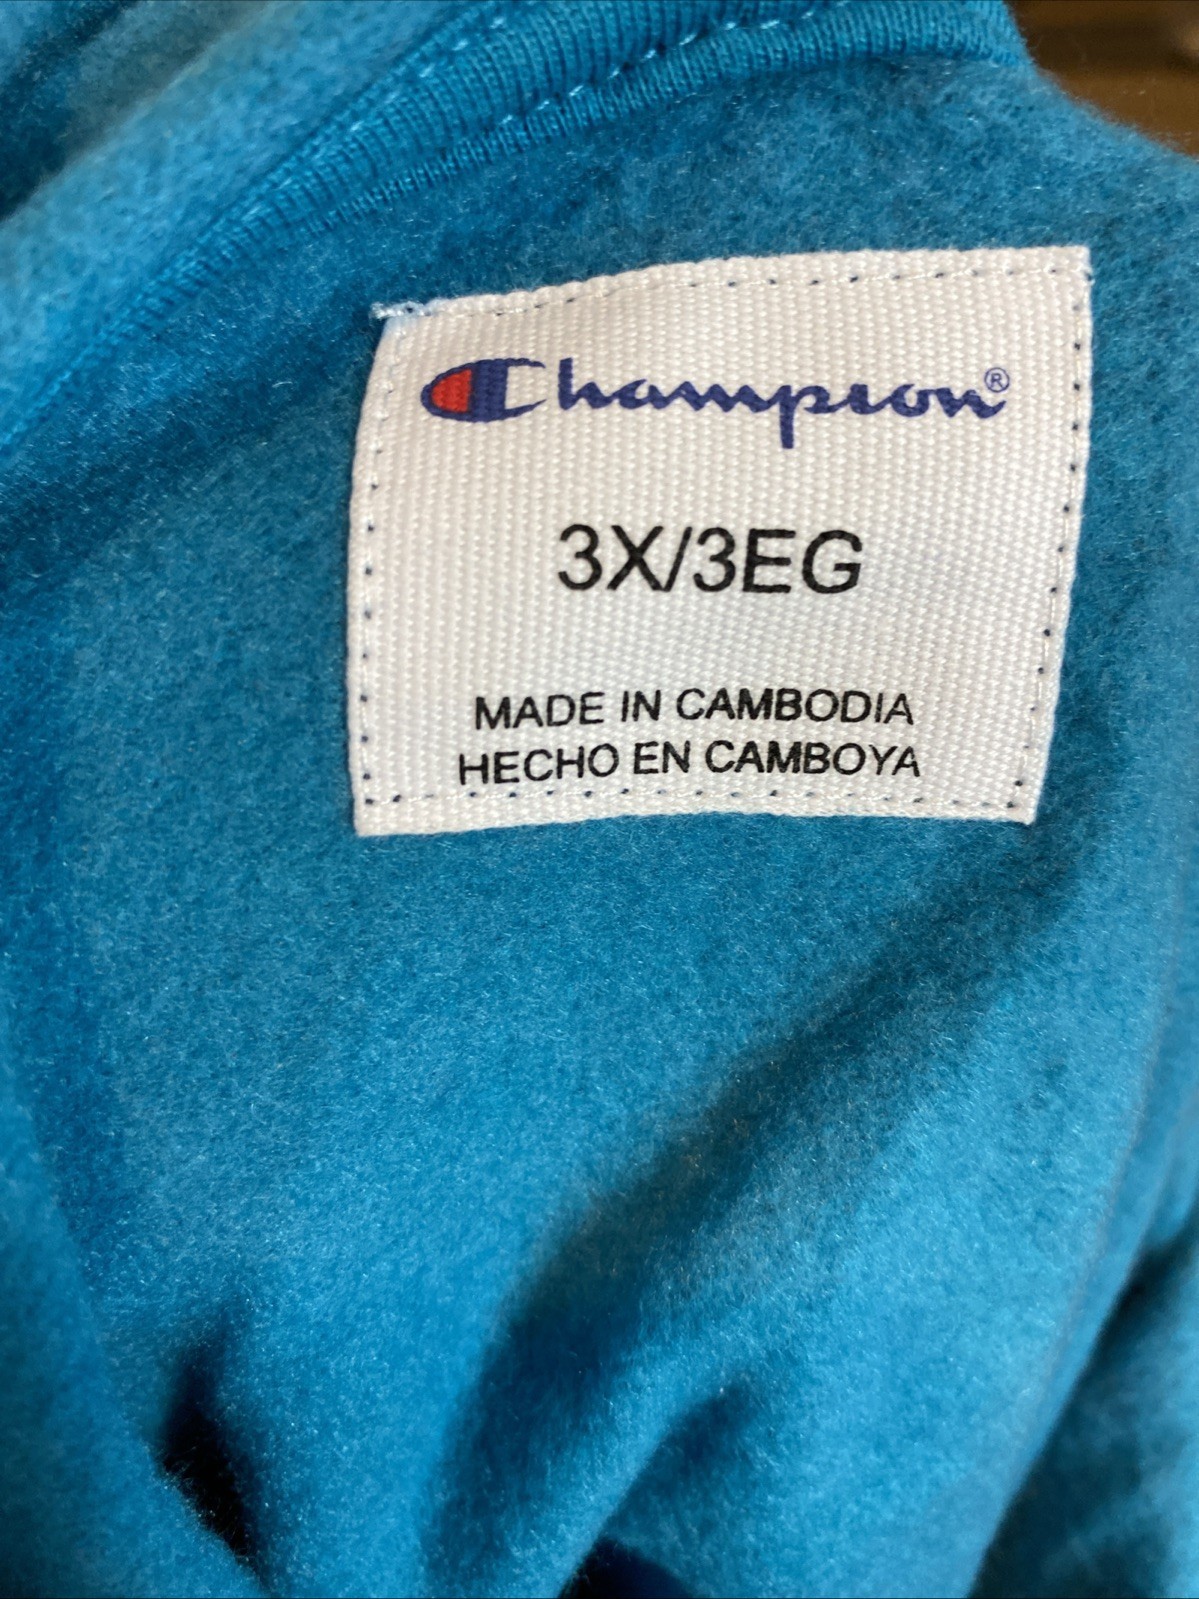 Champion®
3X/3EG
MADE IN CAMBODIA
HECHO EN CAMBOYA